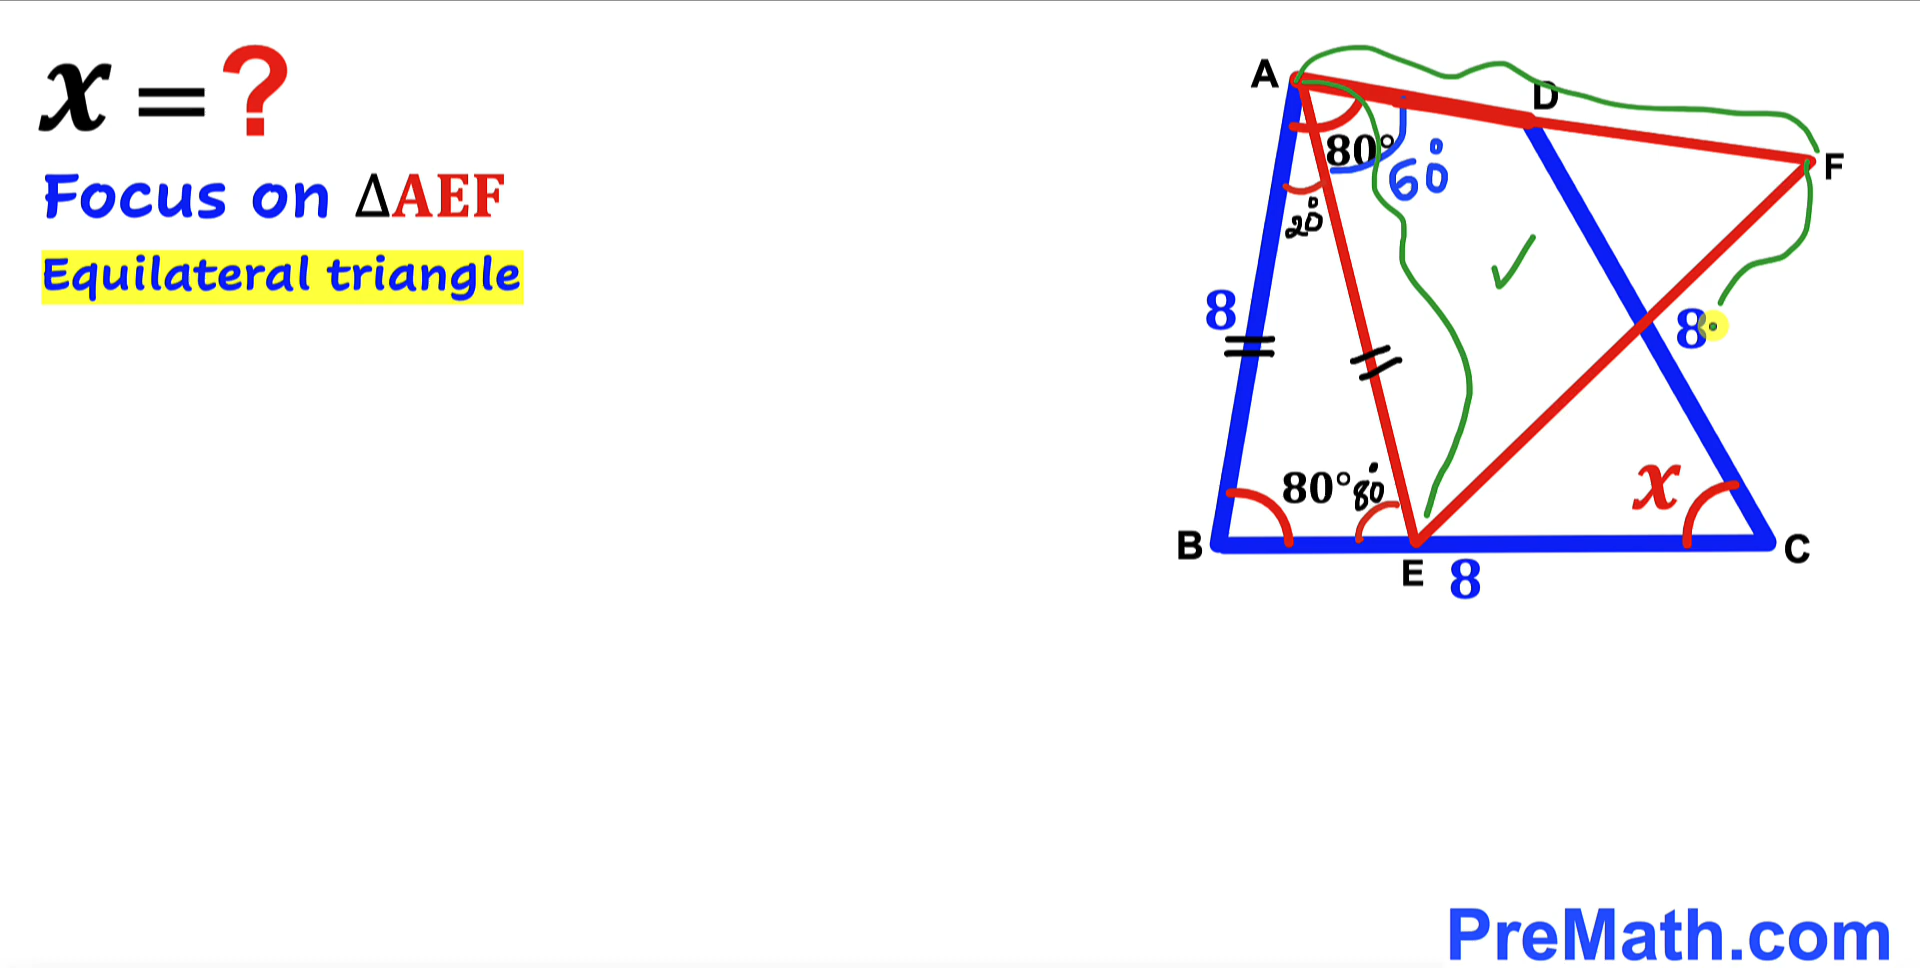 x = ?
Focus on ΔAEF
Equilateral triangle
A
D
F
80°
60°
20°
8
8
80°
80°
x
B
E
8
C
PreMath.com